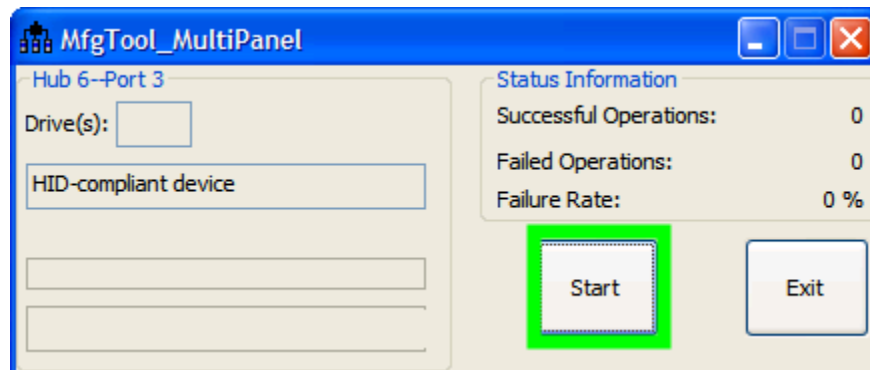 MfgTool_MultiPanel
Hub 6--Port 3
Drive(s):
HID-compliant device
Status Information
Successful Operations: 0
Failed Operations: 0
Failure Rate: 0 %
Start
Exit